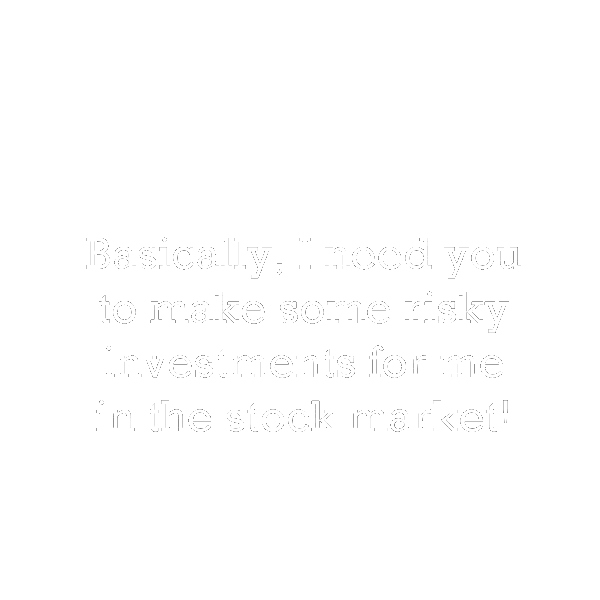 Basically, I need you
to make some risky
investments for me
in the stock market!